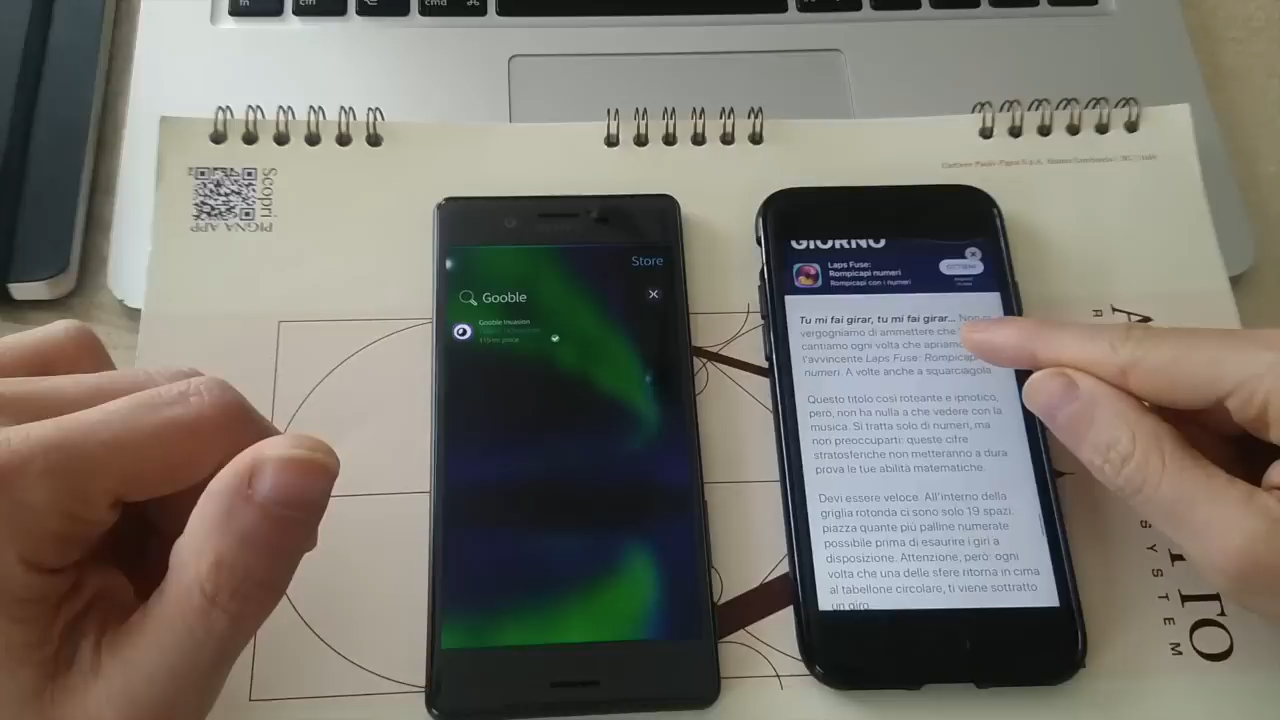 fn
ctrl
cmd
Scopri
PIGNA APP
Store
Gooble
Gooble Invasion
GIORNO
Laps Fuse:
Rompicapi numeri
Rompicapi con i numeri
OTTIENI
Tu mi fai girar, tu mi fai girar... Non
vergogniamo di ammettere che
cantiamo ogni volta che apriamo
l'avvincente Laps Fuse:
numeri. A volte anche a squarciagola
Questo titolo così roteante e ipnotico,
però, non ha nulla a che vedere con la
musica. Si tratta solo di numeri, ma
non preoccuparti: queste cifre
stratosferiche non metteranno a dura
prova le tue abilità matematiche.
Devi essere veloce. All'interno della
griglia rotonda ci sono solo 19 spazi:
piazza quante più palline numerate
possibile prima di esaurire i giri a
disposizione. Attenzione, però: ogni
volta che una delle sfere ritorna in cima
al tabellone circolare, ti viene sottratto
un giro.
SYSTEM